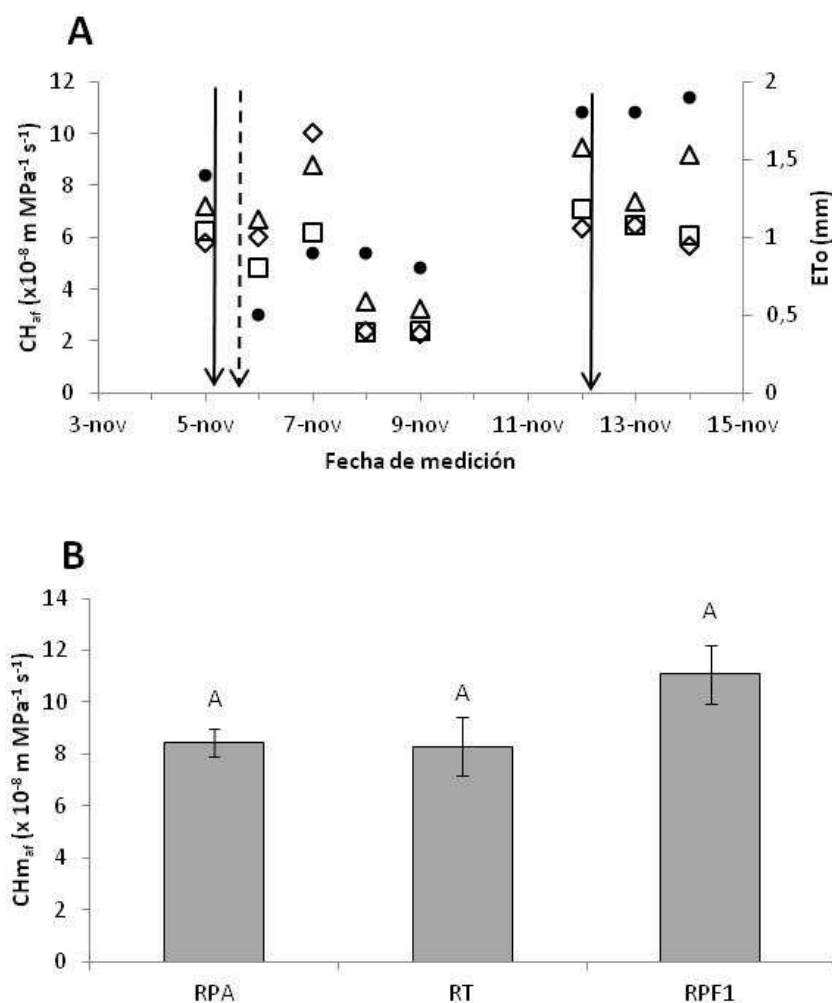 A
12
10
8
6
4
2
0
CHaf (x10-8 m MPa-1 s-1)
2
1,5
1
0,5
0
ETo (mm)
3-nov 5-nov 7-nov 9-nov 11-nov 13-nov 15-nov
Fecha de medición
B
14
12
10
8
6
4
2
0
CHmaf (x 10-8 m MPa-1 s-1)
A A A
RPA RT RPF1